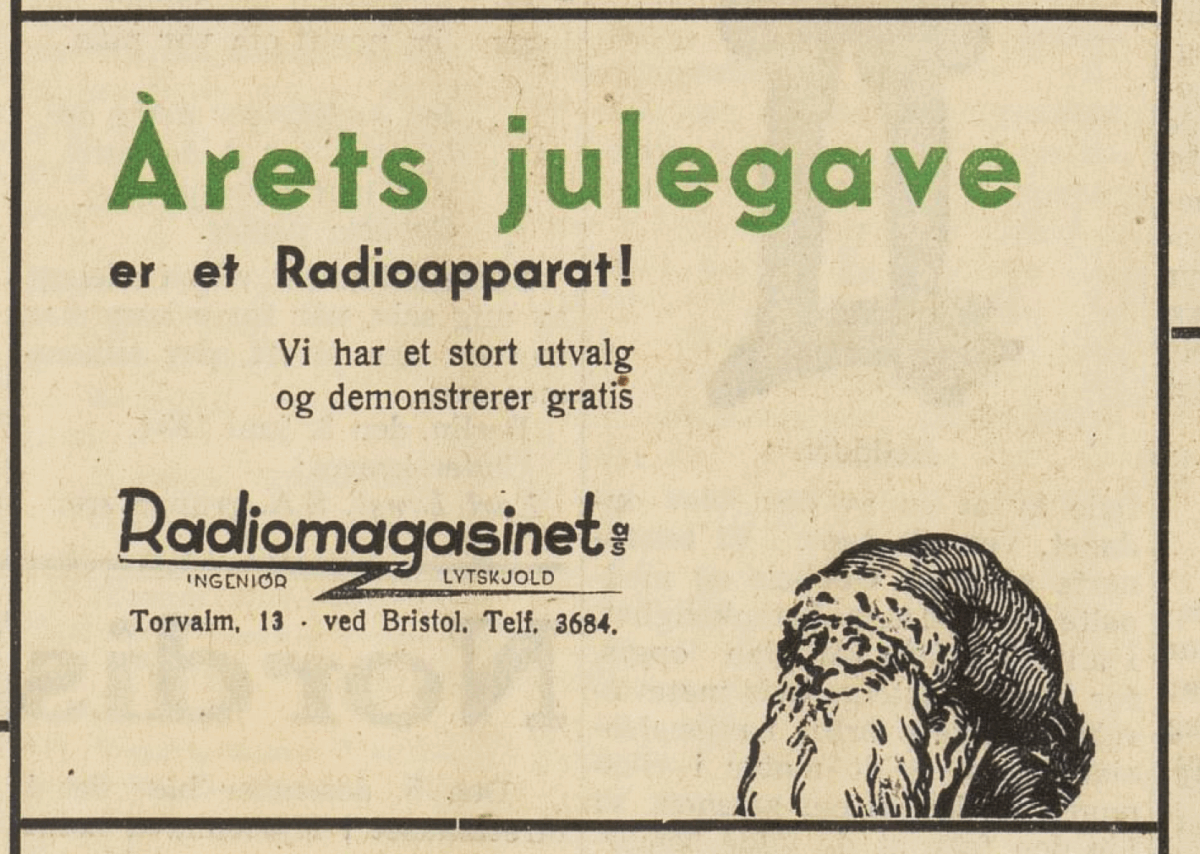 Årets julegave
er et Radioapparat!
Vi har et stort utvalg
og demonstrerer gratis
Radiomagasinet a/s
INGENIØR LYTSKJOLD
Torvalm. 13 · ved Bristol. Telf. 3684.